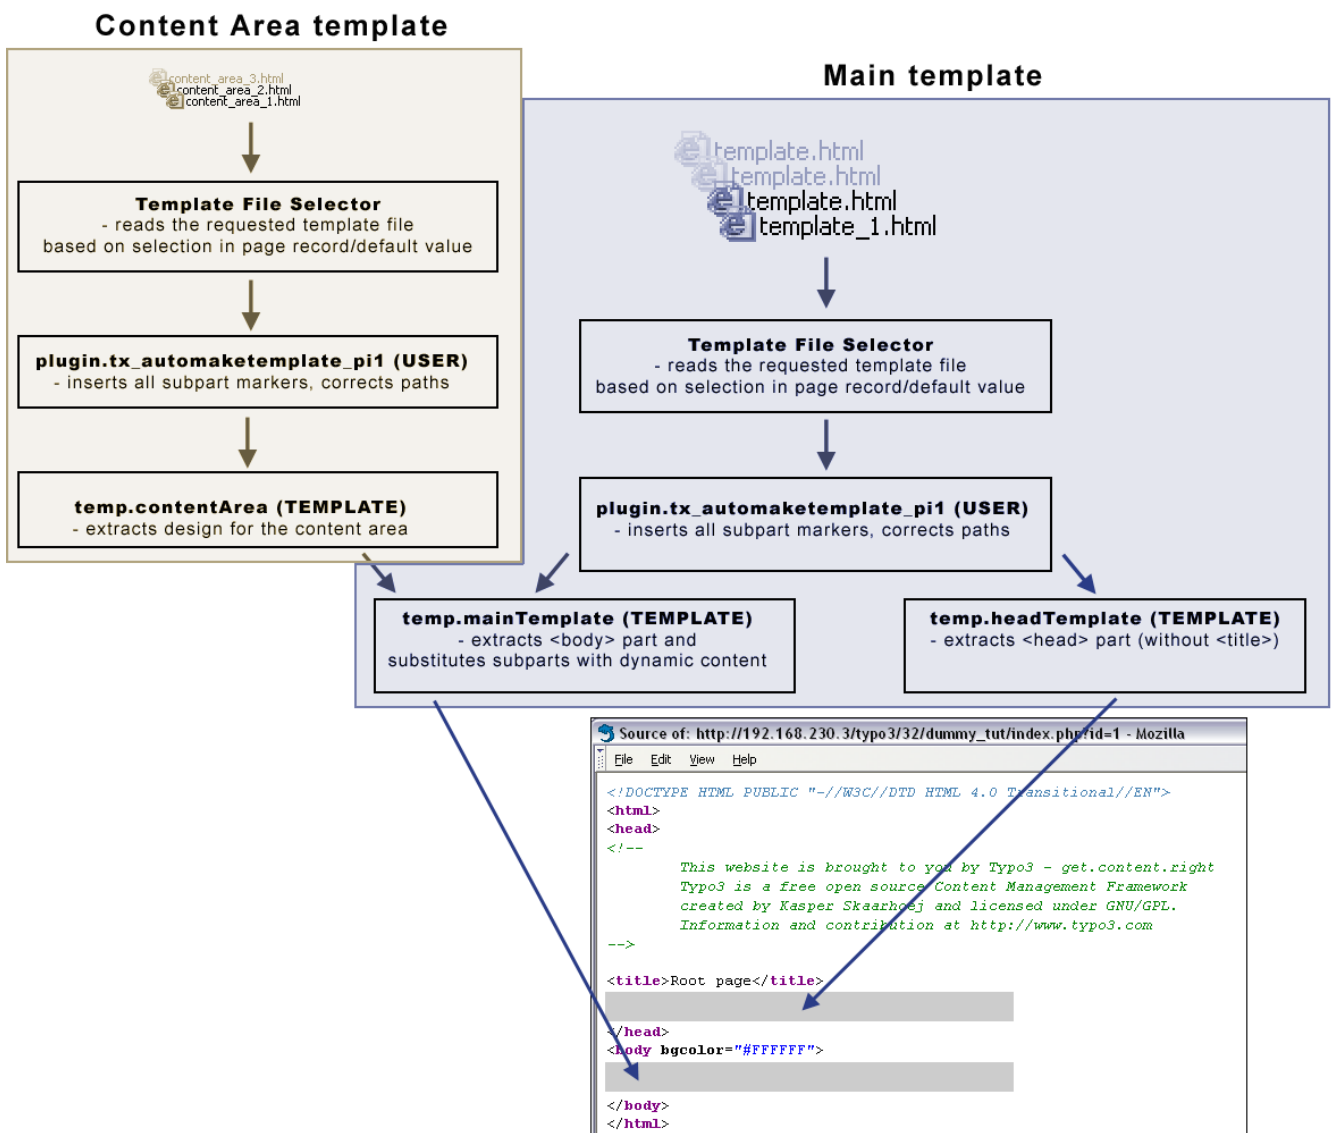 Content Area template
content_area_3.html
content_area_2.html
content_area_1.html
Template File Selector
- reads the requested template file
based on selection in page record/default value
plugin.tx_automaketemplate_pi1 (USER)
- inserts all subpart markers, corrects paths
temp.contentArea (TEMPLATE)
- extracts design for the content area
Main template
template.html
template.html
template.html
template_1.html
Template File Selector
- reads the requested template file
based on selection in page record/default value
plugin.tx_automaketemplate_pi1 (USER)
- inserts all subpart markers, corrects paths
temp.mainTemplate (TEMPLATE)
- extracts <body> part and
substitutes subparts with dynamic content
temp.headTemplate (TEMPLATE)
- extracts <head> part (without <title>)
Source of: http://192.168.230.3/typo3/32/dummy_tut/index.php?id=1 - Mozilla
File Edit View Help
<!DOCTYPE HTML PUBLIC "-//W3C//DTD HTML 4.0 Transitional//EN">
<html>
<head>
<!--
This website is brought to you by Typo3 - get.content.right
Typo3 is a free open source Content Management Framework
created by Kasper Skaarhoej and licensed under GNU/GPL.
Information and contribution at http://www.typo3.com
-->
<title>Root page</title>
</head>
<body bgcolor="#FFFFFF">
</body>
</html>